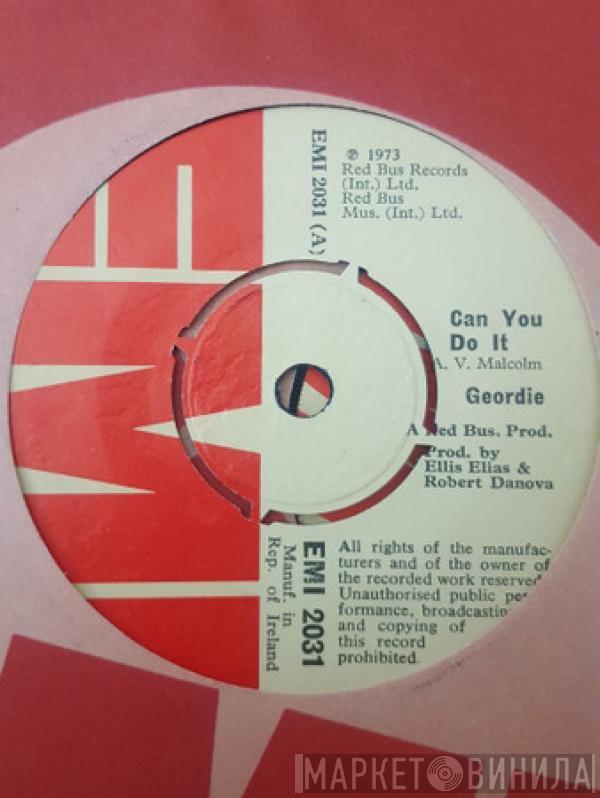 EMI
EMI 2031 (A)
℗ 1973
Red Bus Records
(Int.) Ltd.
Red Bus
Mus. (Int.) Ltd.
Can You
Do It
A. V. Malcolm
Geordie
A Red Bus. Prod.
Prod. by
Ellis Elias &
Robert Danova
EMI 2031
Manuf. in
Rep. of Ireland
All rights of the manufac-
turers and of the owner of
the recorded work reserved
Unauthorised public per
formance, broadcasting
and copying of
this record
prohibited.
МАРКЕТ ВИНИЛА